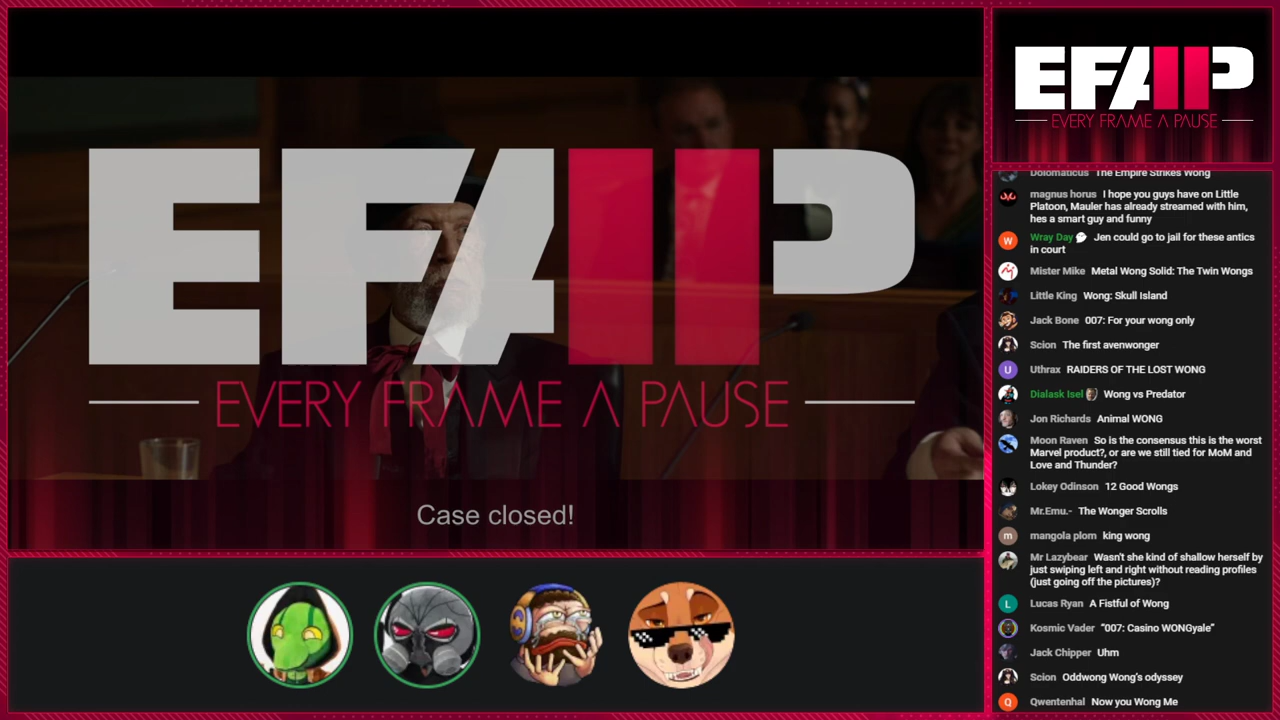 EFAP
EVERY FRAME A PAUSE
Case closed!
EFAP
EVERY FRAME A PAUSE
Dolomaticus The Empire Strikes Wong
magnus horus I hope you guys have on Little
Platoon, Mauler has already streamed with him,
hes a smart guy and funny
W
Wray Day Jen could go to jail for these antics
in court
Mister Mike Metal Wong Solid: The Twin Wongs
Little King Wong: Skull Island
Jack Bone 007: For your wong only
Scion The first avenwonger
U
Uthrax RAIDERS OF THE LOST WONG
Dialask Isel Wong vs Predator
Jon Richards Animal WONG
Moon Raven So is the consensus this is the worst
Marvel product?, or are we still tied for MoM and
Love and Thunder?
Lokey Odinson 12 Good Wongs
Mr.Emu.- The Wonger Scrolls
m
mangola plom king wong
Mr Lazybear Wasn't she kind of shallow herself by
just swiping left and right without reading profiles
(just going off the pictures)?
L
Lucas Ryan A Fistful of Wong
Kosmic Vader "007: Casino WONGyale"
Jack Chipper Uhm
Scion Oddwong Wong's odyssey
Q
Qwentenhal Now you Wong Me